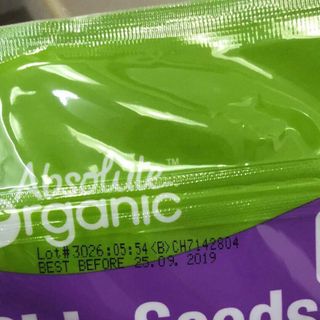 Absolute™
Organic
Lot#3026:05:54<B>CH7142804
BEST BEFORE 25.09. 2019
Seeds